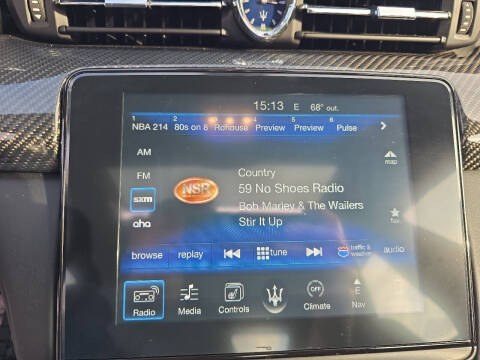 15:13 E 68° out.
1 2 4 5 6
NBA 214 80s on 8 Rdhouse Preview Preview Pulse
AM
map
Country
FM
NSR
59 No Shoes Radio
sxm
Bob Marley & The Wailers
fav
aha
Stir It Up
browse replay tune traffic & weather audio
OFF E
Radio Media Controls Climate Nav